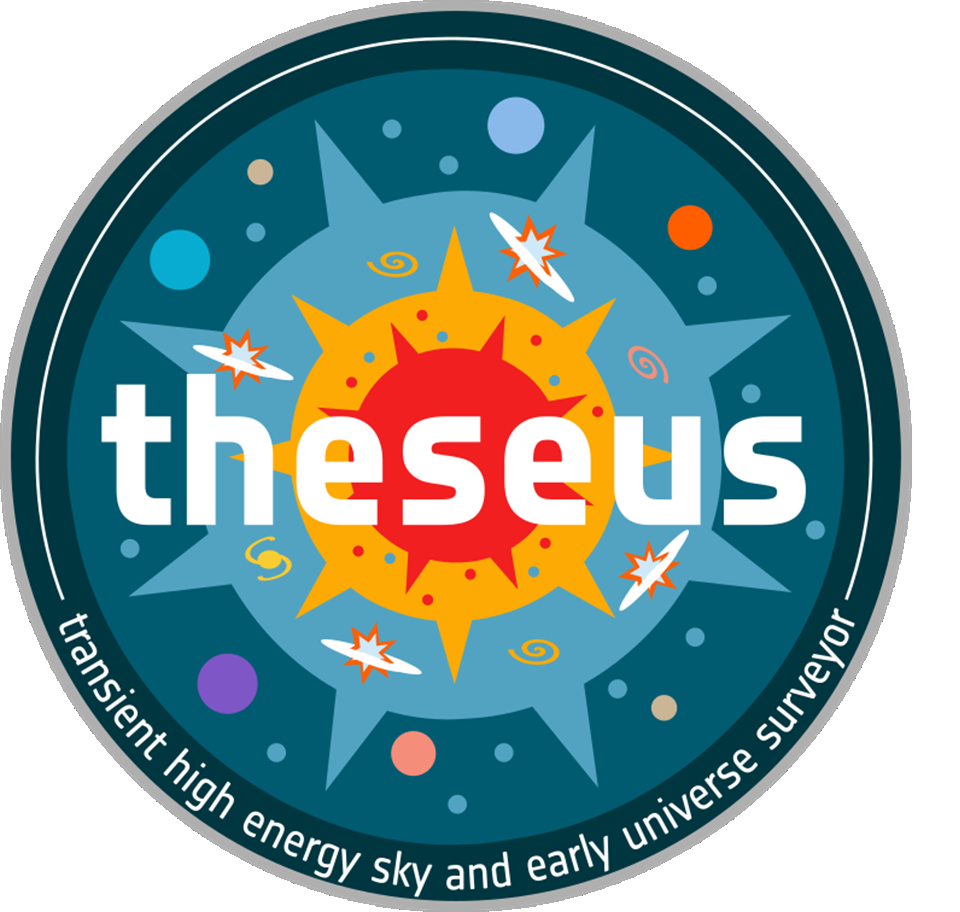 theseus
transient high energy sky and early universe surveyor